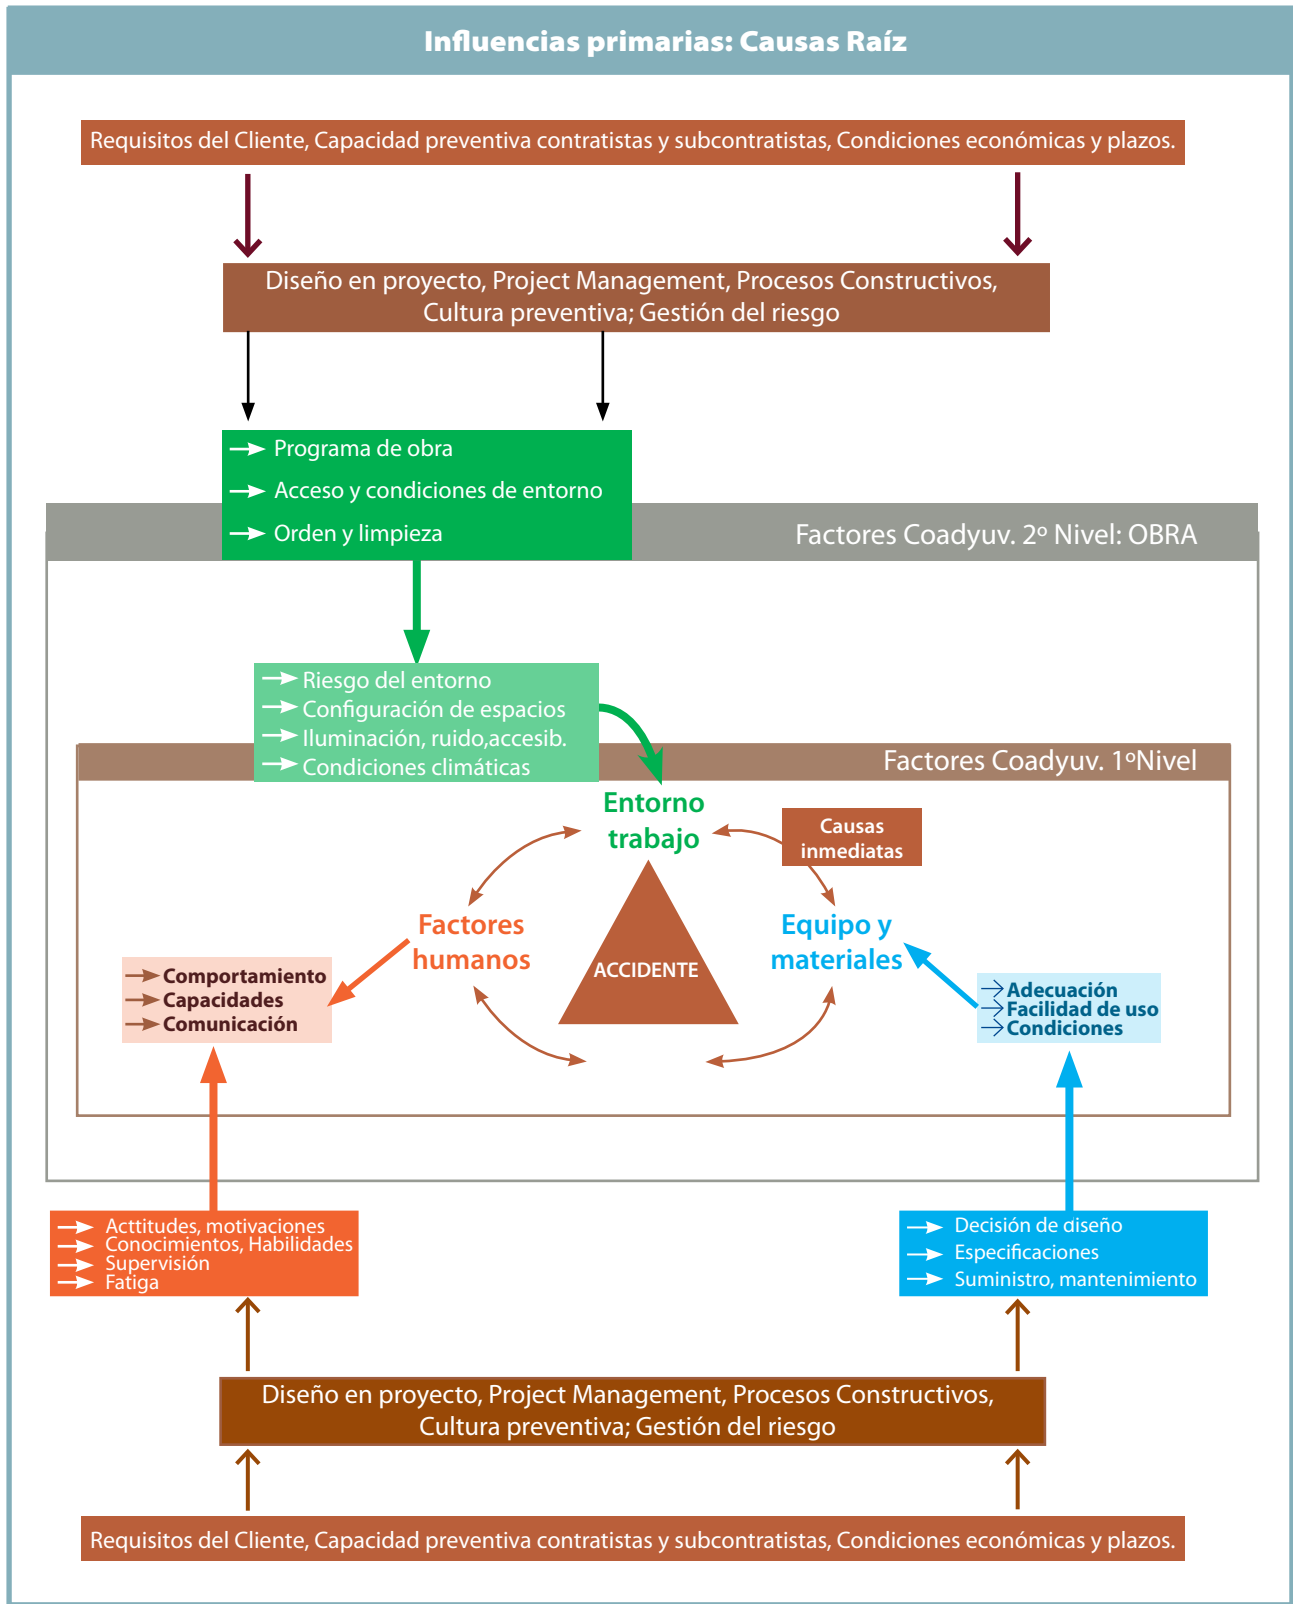 Influencias primarias: Causas Raíz
Requisitos del Cliente, Capacidad preventiva contratistas y subcontratistas, Condiciones económicas y plazos.
Diseño en proyecto, Project Management, Procesos Constructivos,
Cultura preventiva; Gestión del riesgo
Programa de obra
Acceso y condiciones de entorno
Orden y limpieza
Factores Coadyuv. 2º Nivel: OBRA
Riesgo del entorno
Configuración de espacios
Iluminación, ruido,accesib.
Condiciones climáticas
Factores Coadyuv. 1ºNivel
Entorno
trabajo
Causas
inmediatas
Factores
humanos
Equipo y
materiales
ACCIDENTE
Comportamiento
Capacidades
Comunicación
Adecuación
Facilidad de uso
Condiciones
Acttitudes, motivaciones
Conocimientos, Habilidades
Supervisión
Fatiga
Decisión de diseño
Especificaciones
Suministro, mantenimiento
Diseño en proyecto, Project Management, Procesos Constructivos,
Cultura preventiva; Gestión del riesgo
Requisitos del Cliente, Capacidad preventiva contratistas y subcontratistas, Condiciones económicas y plazos.